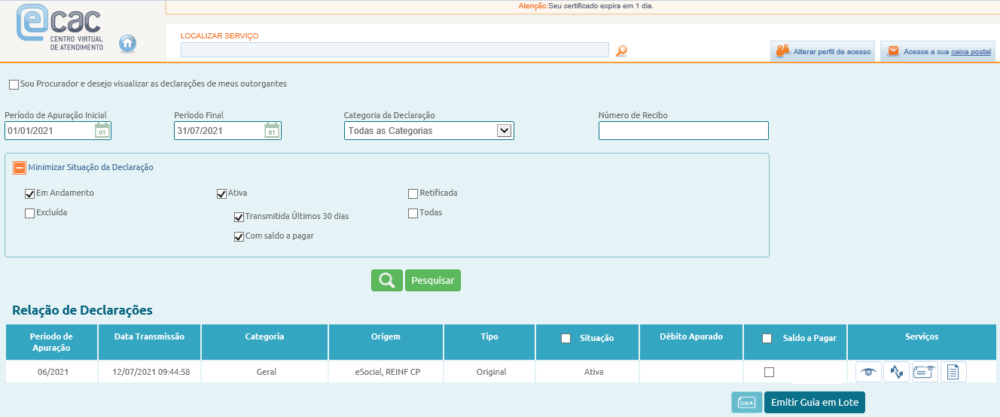 Atenção:Seu certificado expira em 1 dia.
ecac
CENTRO VIRTUAL
DE ATENDIMENTO
LOCALIZAR SERVIÇO
Alterar perfil de acesso
Acesse a sua caixa postal
Sou Procurador e desejo visualizar as declarações de meus outorgantes
Período de Apuração Inicial
Período Final
Categoria da Declaração
Número de Recibo
01/01/2021
01
31/07/2021
01
Todas as Categorias
Minimizar Situação da Declaração
Em Andamento
Ativa
Retificada
Excluída
Transmitida Últimos 30 dias
Todas
Com saldo a pagar
Pesquisar
Relação de Declarações
Período de
Apuração
Data Transmissão
Categoria
Origem
Tipo
Situação
Débito Apurado
Saldo a Pagar
Serviços
06/2021
12/07/2021 09:44:58
Geral
eSocial, REINF CP
Original
Ativa
GUIA
Emitir Guia em Lote